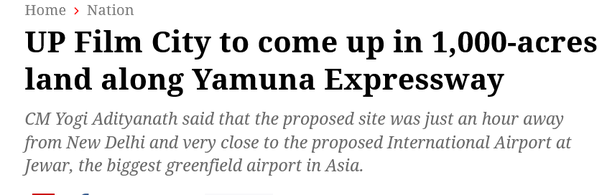 Home > Nation
UP Film City to come up in 1,000-acres
land along Yamuna Expressway
CM Yogi Adityanath said that the proposed site was just an hour away
from New Delhi and very close to the proposed International Airport at
Jewar, the biggest greenfield airport in Asia.